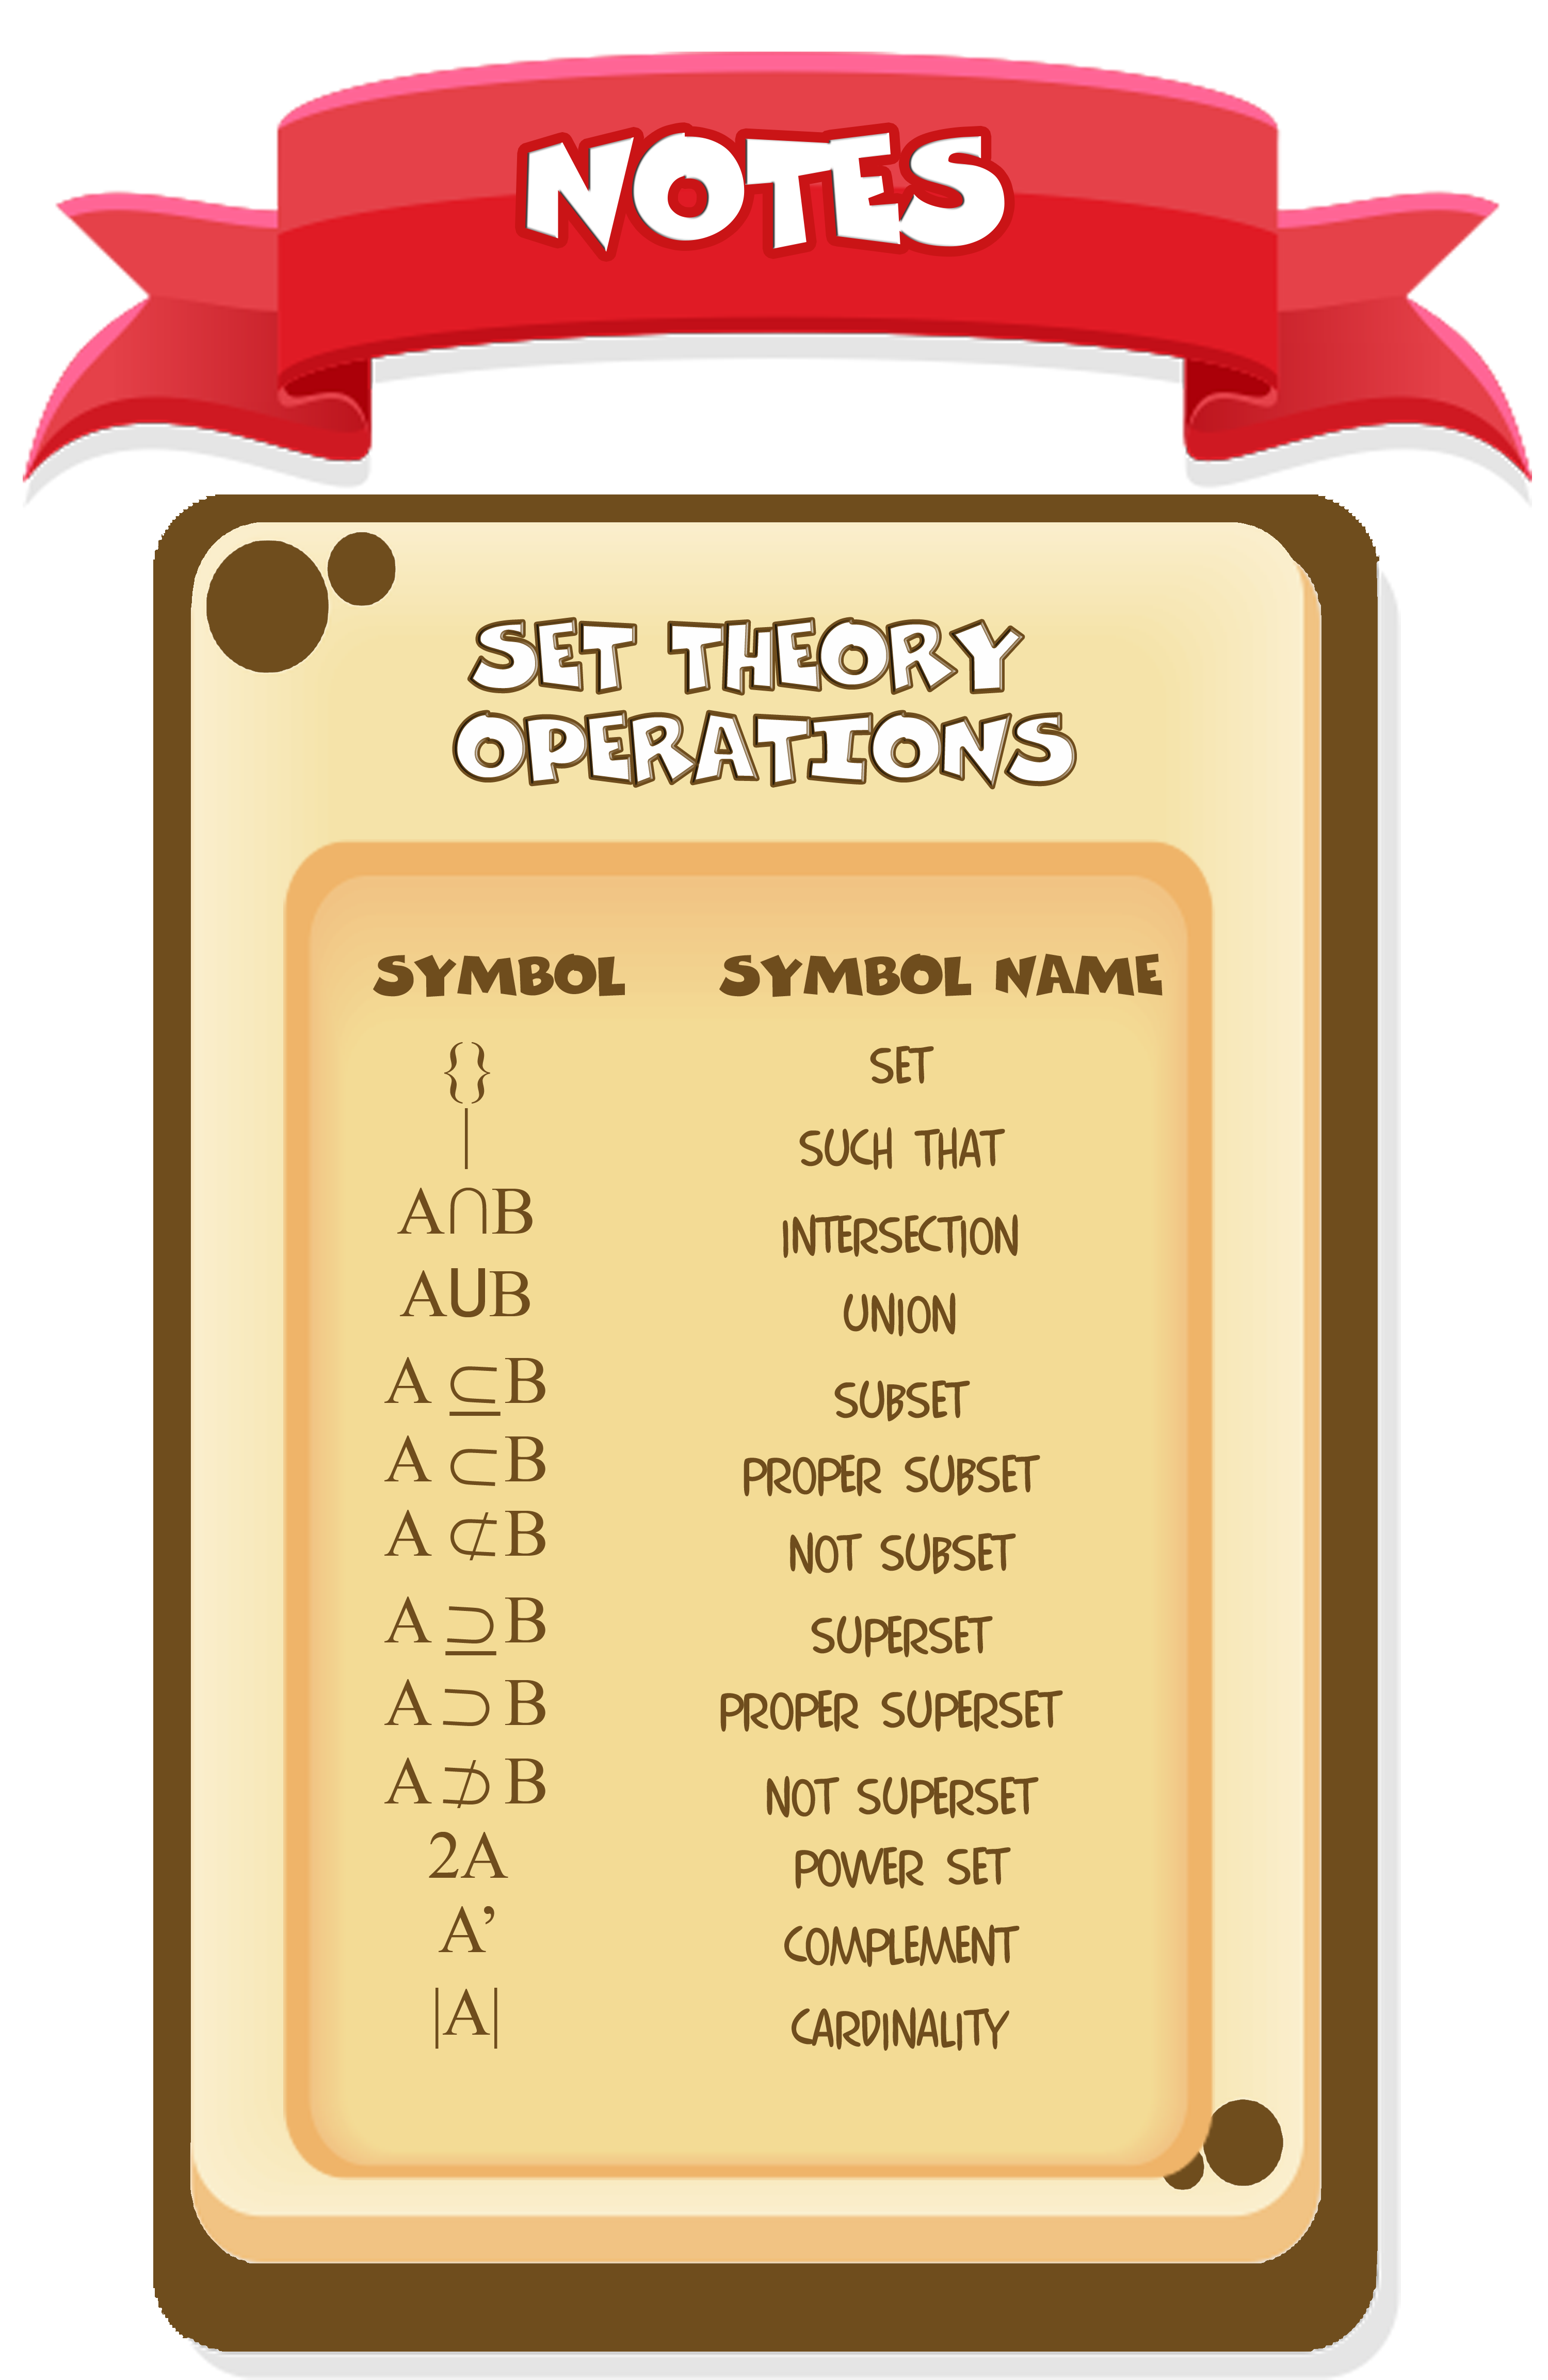 NOTES
SET THEORY
OPERATIONS
SYMBOL SYMBOL NAME
{} SET
| SUCH THAT
A∩B INTERSECTION
A∪B UNION
A ⊆B SUBSET
A ⊂B PROPER SUBSET
A ⊄B NOT SUBSET
A ⊇B SUPERSET
A ⊃ B PROPER SUPERSET
A ⊅ B NOT SUPERSET
2A POWER SET
A’ COMPLEMENT
|A| CARDINALITY